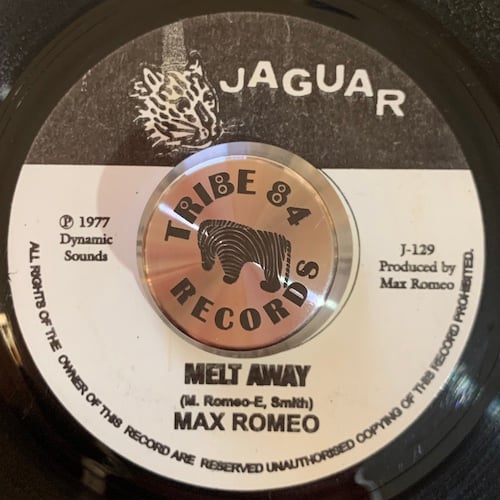 JAGUAR
TRIBE 84
RECORDS
℗ 1977
Dynamic
Sounds
J-129
Produced by
Max Romeo
MELT AWAY
(M. Romeo-E, Smith)
MAX ROMEO
ALL RIGHTS OF THE OWNER OF THIS RECORD ARE RESERVED UNAUTHORISED COPYING OF THIS RECORD PROHIBITED.